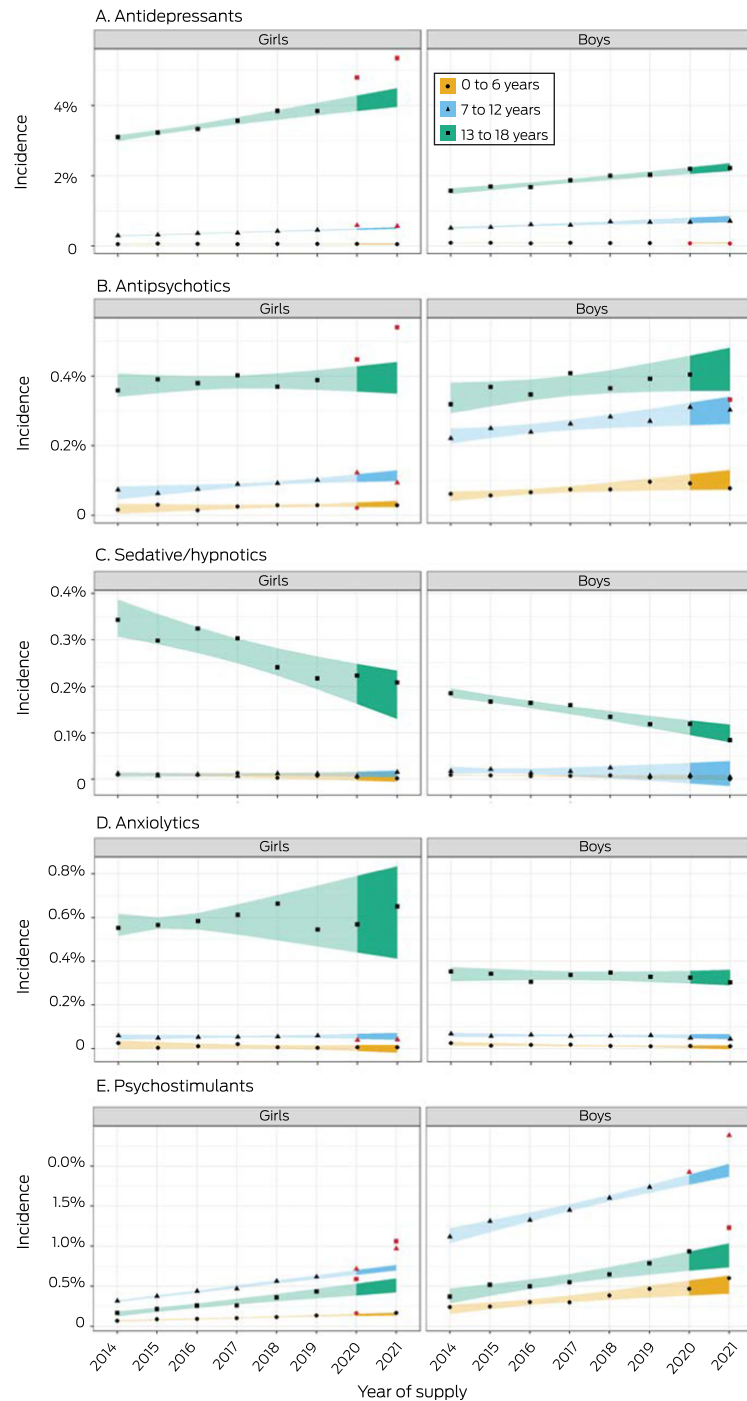 A. Antidepressants
Girls
Boys
Incidence
4%
2%
0
0 to 6 years
7 to 12 years
13 to 18 years
B. Antipsychotics
Girls
Boys
Incidence
0.4%
0.2%
0
C. Sedative/hypnotics
Girls
Boys
Incidence
0.4%
0.3%
0.2%
0.1%
0
D. Anxiolytics
Girls
Boys
Incidence
0.8%
0.6%
0.4%
0.2%
0
E. Psychostimulants
Girls
Boys
Incidence
0.0%
1.5%
1.0%
0.5%
0
2014 2015 2016 2017 2018 2019 2020 2021
2014 2015 2016 2017 2018 2019 2020 2021
Year of supply